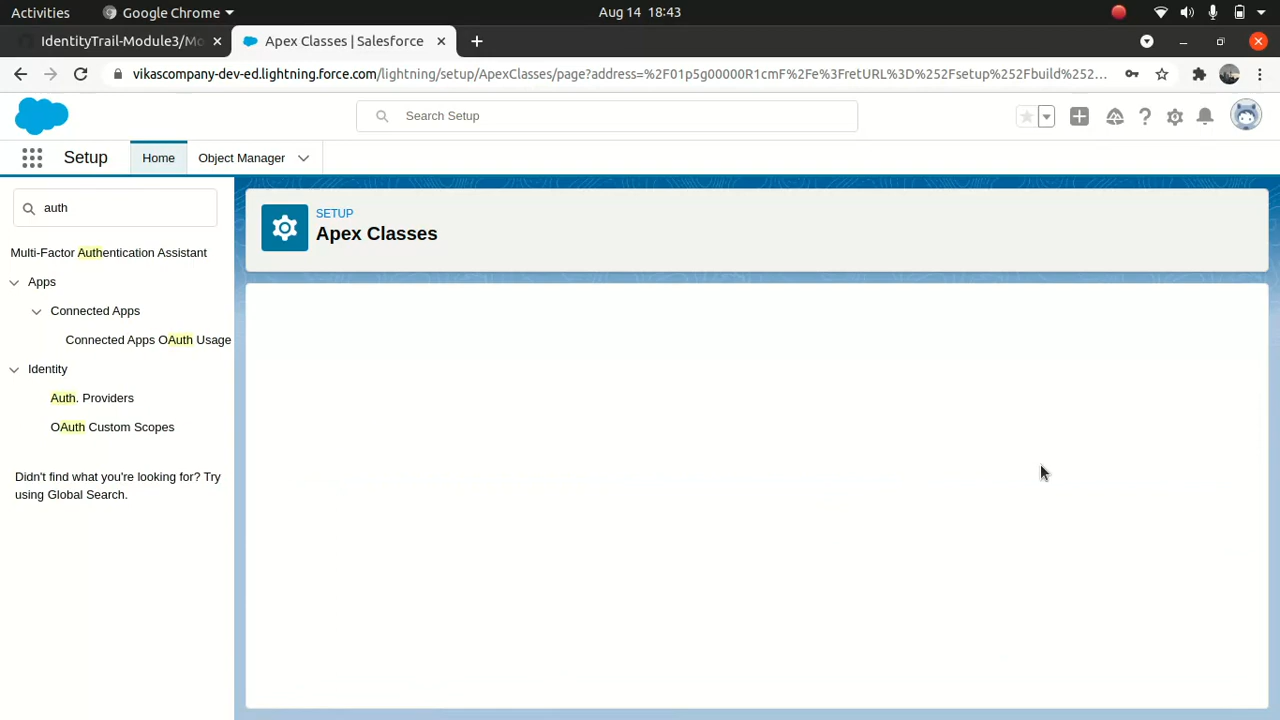 Activities
Google Chrome
Aug 14 18:43
IdentityTrail-Module3/Mo
Apex Classes | Salesforce
vikascompany-dev-ed.lightning.force.com/lightning/setup/ApexClasses/page?address=%2F01p5g00000R1cmF%2Fe%3FretURL%3D%252Fsetup%252Fbuild%252...
Search Setup
Setup
Home
Object Manager
auth
SETUP
Apex Classes
Multi-Factor Authentication Assistant
Apps
Connected Apps
Connected Apps OAuth Usage
Identity
Auth. Providers
OAuth Custom Scopes
Didn't find what you're looking for? Try
using Global Search.